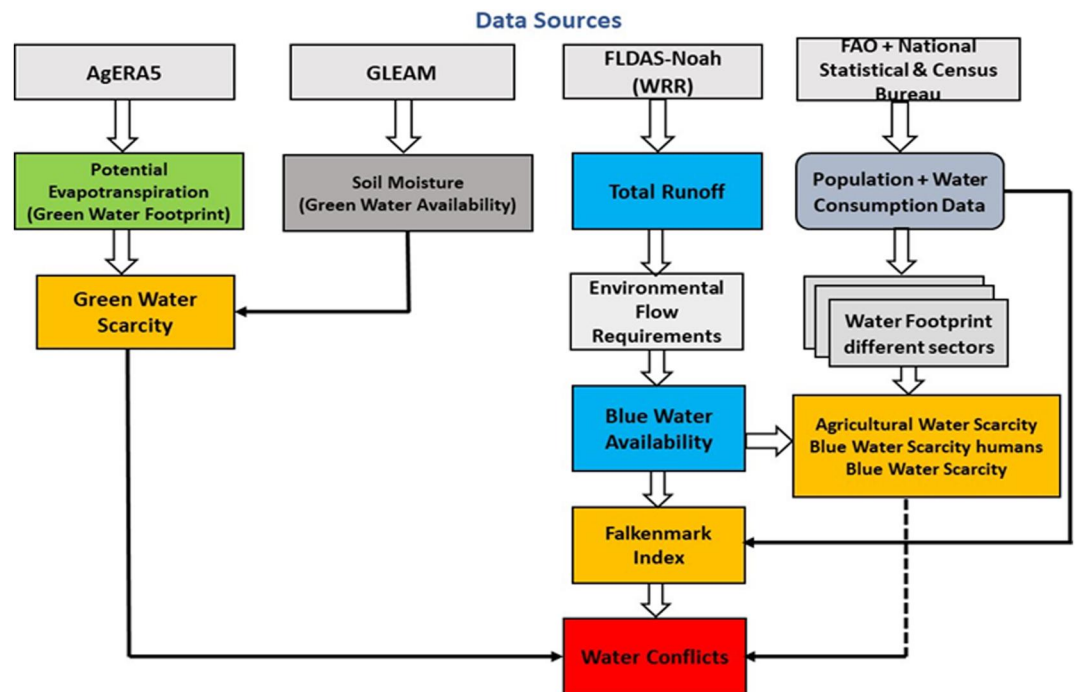 Data Sources
AgERA5
GLEAM
FLDAS-Noah
(WRR)
FAO + National
Statistical & Census
Bureau
Potential
Evapotranspiration
(Green Water Footprint)
Soil Moisture
(Green Water Availability)
Total Runoff
Population + Water
Consumption Data
Green Water
Scarcity
Environmental
Flow
Requirements
Water Footprint
different sectors
Blue Water
Availability
Agricultural Water Scarcity
Blue Water Scarcity humans
Blue Water Scarcity
Falkenmark
Index
Water Conflicts